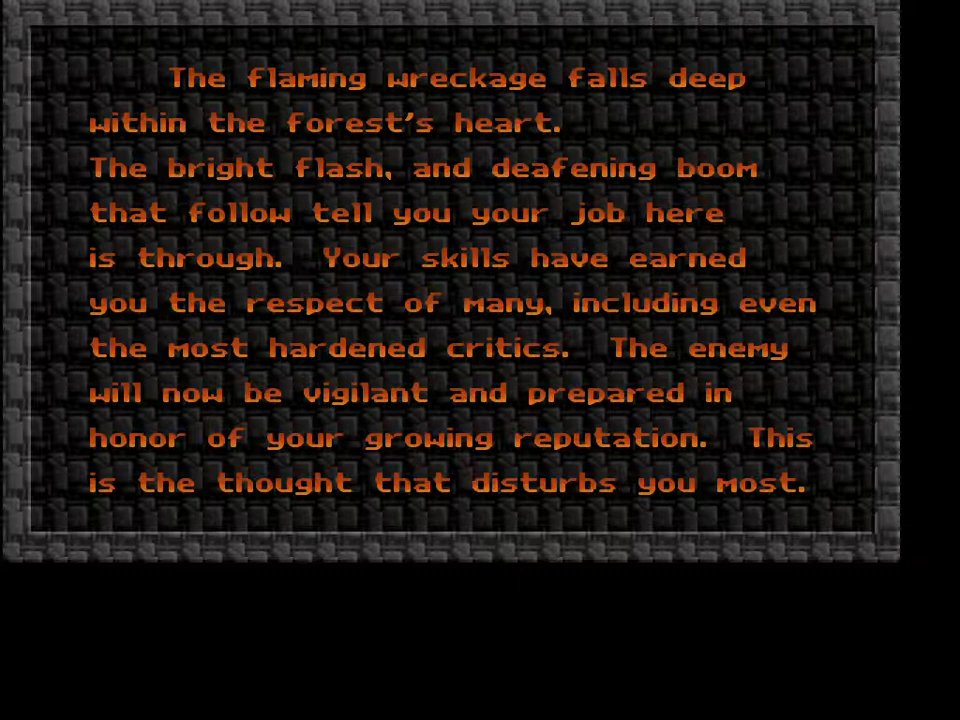 The flaming wreckage falls deep
within the forest's heart.
The bright flash, and deafening boom
that follow tell you your job here
is through.  Your skills have earned
you the respect of many, including even
the most hardened critics.  The enemy
will now be vigilant and prepared in
honor of your growing reputation.  This
is the thought that disturbs you most.